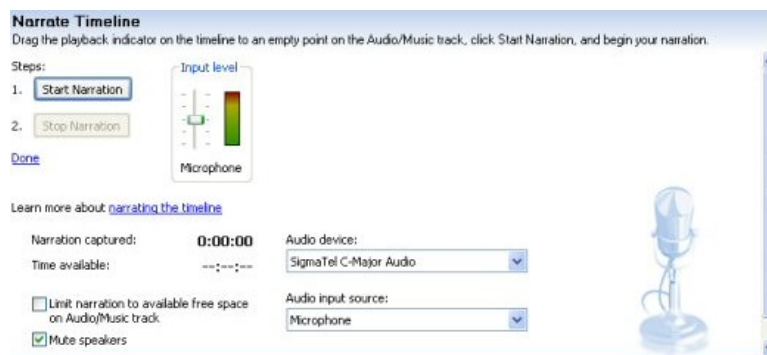 Narrate Timeline
Drag the playback indicator on the timeline to an empty point on the Audio/Music track, click Start Narration, and begin your narration.
Steps:
1. Start Narration
2. Stop Narration
Done
Input level
Microphone
Learn more about narrating the timeline
Narration captured: 0:00:00
Time available: --:--:--
Limit narration to available free space
on Audio/Music track
Mute speakers
Audio device:
SigmaTel C-Major Audio
Audio input source:
Microphone